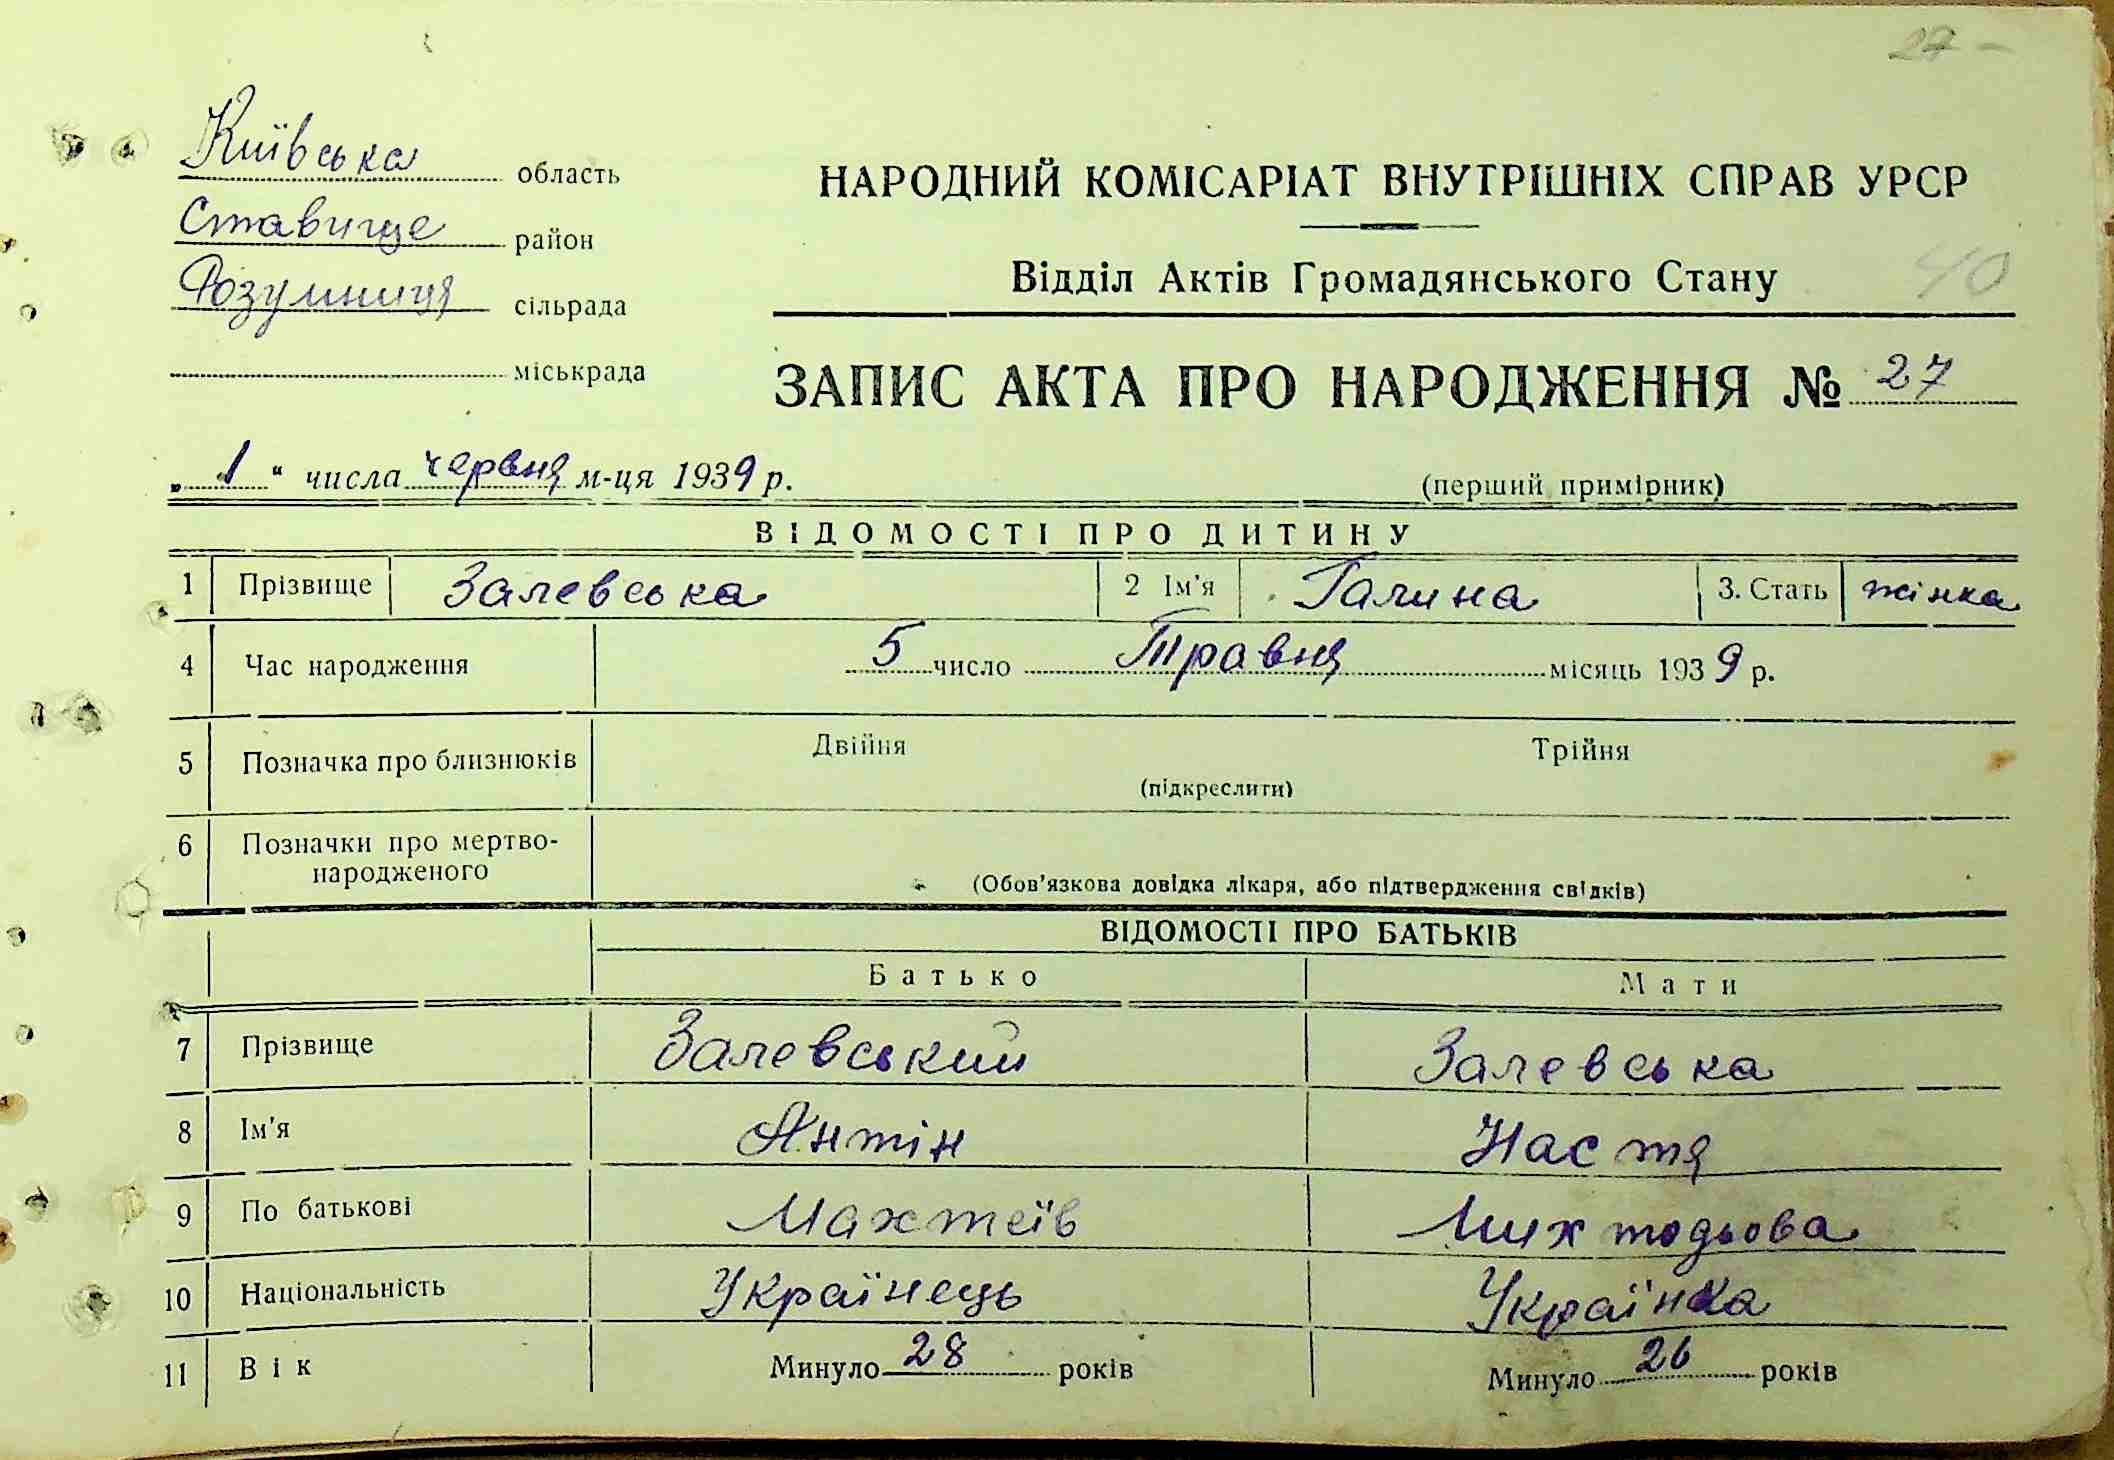 27 -
Київська область
Ставище район
Розумниця сільрада
міськрада
НАРОДНИЙ КОМІСАРІАТ ВНУТРІШНІХ СПРАВ УРСР
Відділ Актів Громадянського Стану
40
ЗАПИС АКТА ПРО НАРОДЖЕННЯ № 27
„ 1 “ числа червня м-ця 1939 р.
(перший примірник)
ВІДОМОСТІ ПРО ДИТИНУ
1 Прізвище Залевська 2 Ім'я Галина 3. Стать жінка
4 Час народження 5 число Травня місяць 1939 р.
5 Позначка про близнюків Двійня Трійня
(підкреслити)
6 Позначки про мертво-
народженого
(Обов'язкова довідка лікаря, або підтвердження свідків)
ВІДОМОСТІ ПРО БАТЬКІВ
Батько Мати
7 Прізвище Залевський Залевська
8 Ім'я Антін Настя
9 По батькові Махтеїв Михтодьова
10 Національність Українець Українка
11 Вік Минуло 28 років Минуло 26 років